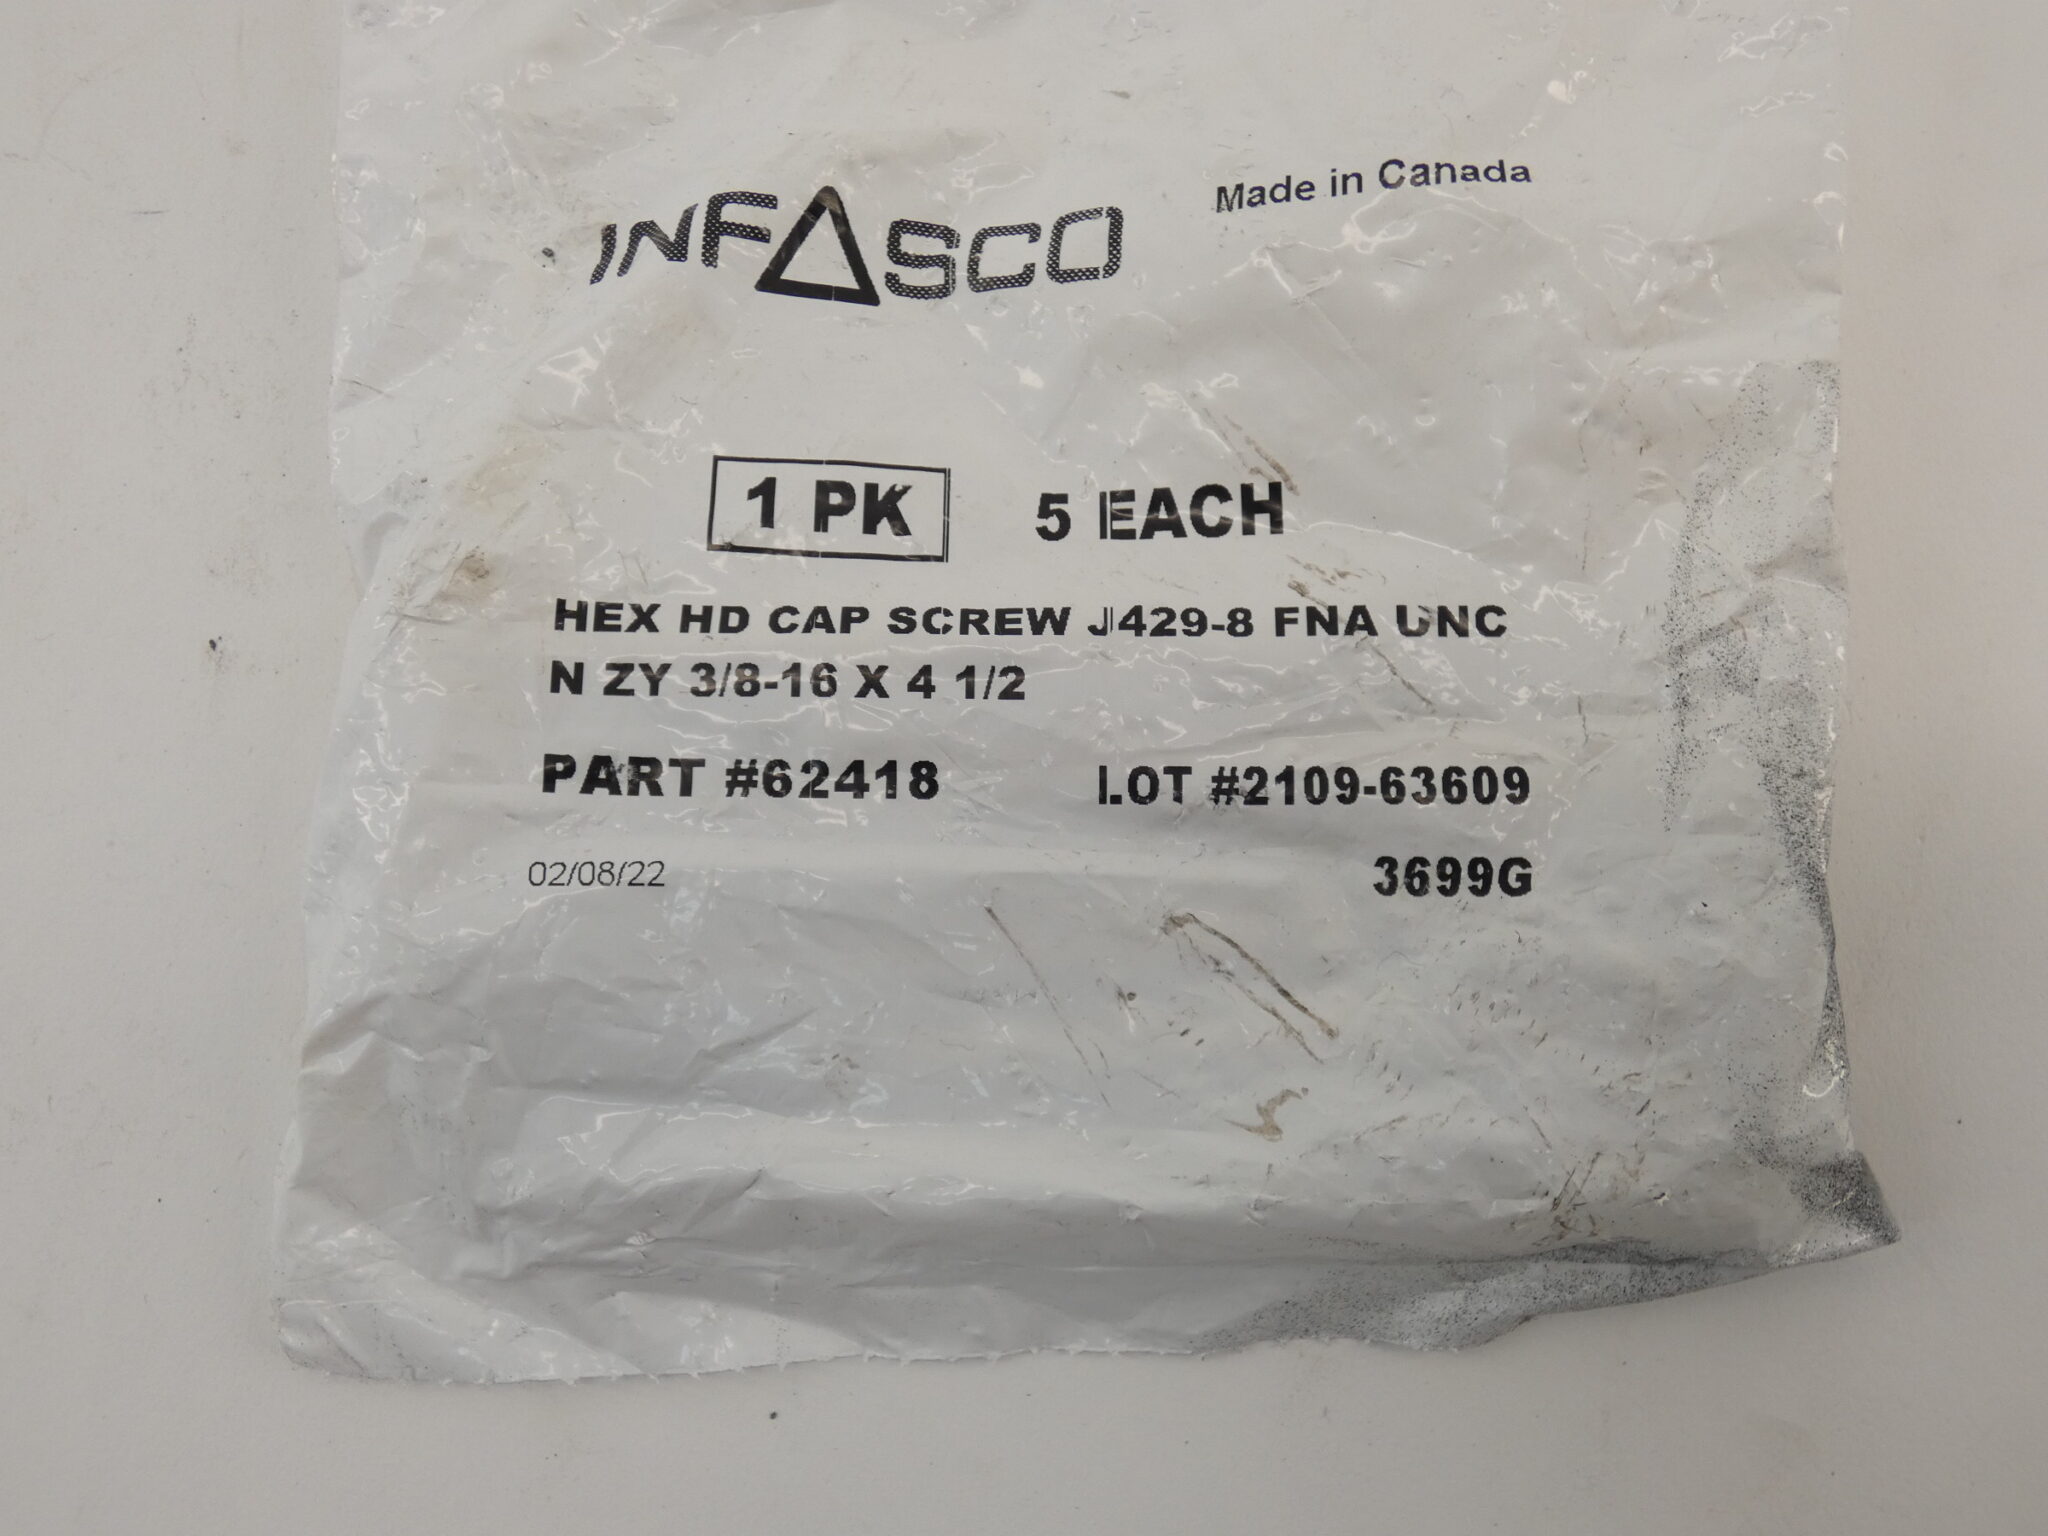 INFASCO
Made in Canada
1 PK 5 EACH
HEX HD CAP SCREW J429-8 FNA UNC
N ZY 3/8-16 X 4 1/2
PART #62418 LOT #2109-63609
02/08/22 3699G